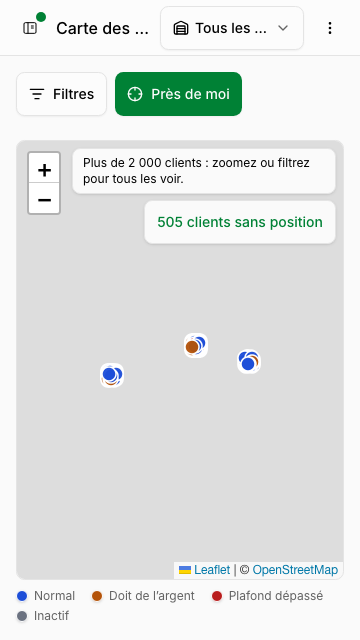 Carte des ...
Tous les ...
Filtres
Près de moi
+
Plus de 2 000 clients : zoomez ou filtrez
pour tous les voir.
−
505 clients sans position
Leaflet | © OpenStreetMap
Normal
Doit de l’argent
Plafond dépassé
Inactif